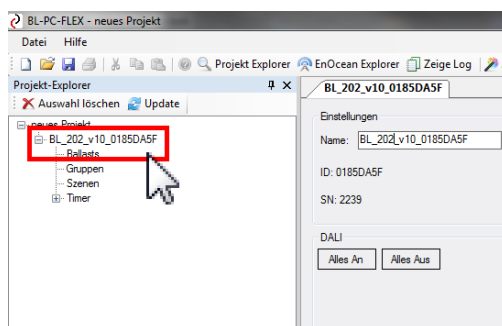 BL-PC-FLEX - neues Projekt
Datei Hilfe
Projekt Explorer EnOcean Explorer Zeige Log
Projekt-Explorer
BL_202_v10_0185DA5F
Auswahl löschen Update
neues Projekt
BL_202_v10_0185DA5F
Ballasts
Gruppen
Szenen
Timer
Einstellungen
Name: BL_202_v10_0185DA5F
ID: 0185DA5F
SN: 2239
DALI
Alles An Alles Aus